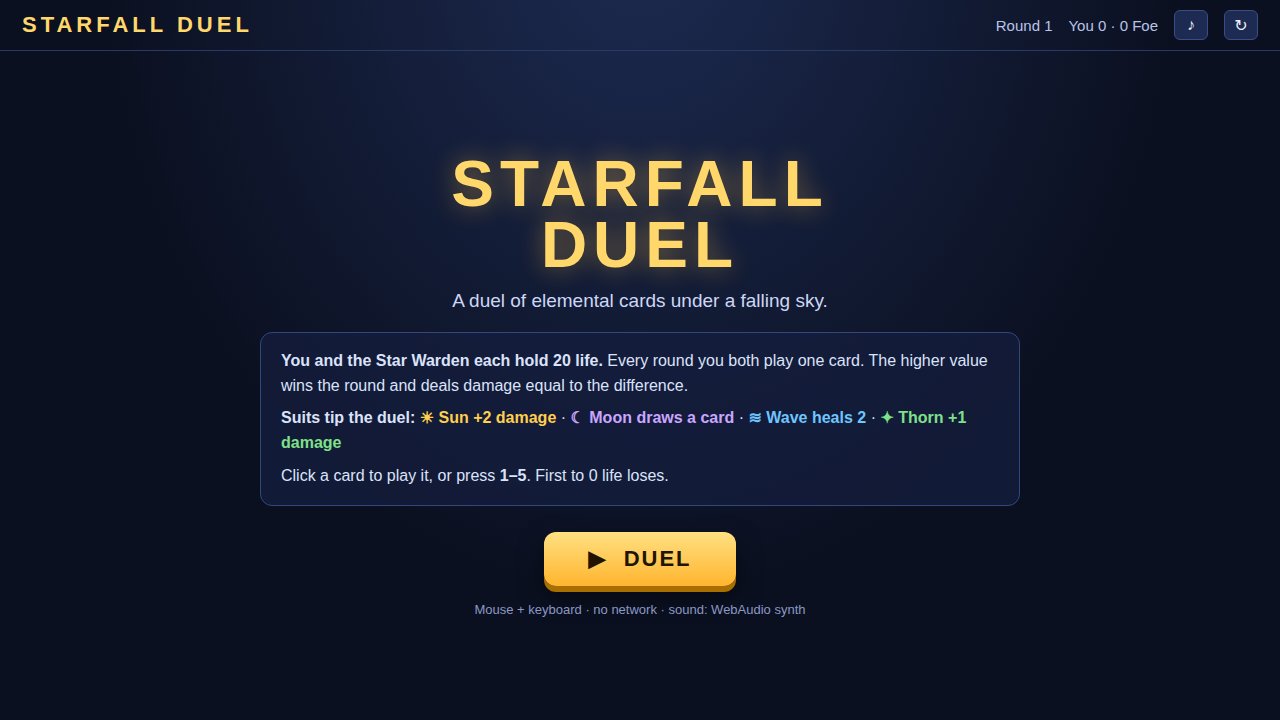 STARFALL DUEL
Round 1 You 0 · 0 Foe ♪ ↻
STARFALL
DUEL
A duel of elemental cards under a falling sky.
You and the Star Warden each hold 20 life. Every round you both play one card. The higher value
wins the round and deals damage equal to the difference.
Suits tip the duel: ☀ Sun +2 damage · ☾ Moon draws a card · ≋ Wave heals 2 · ✦ Thorn +1
damage
Click a card to play it, or press 1–5. First to 0 life loses.
▶ DUEL
Mouse + keyboard · no network · sound: WebAudio synth